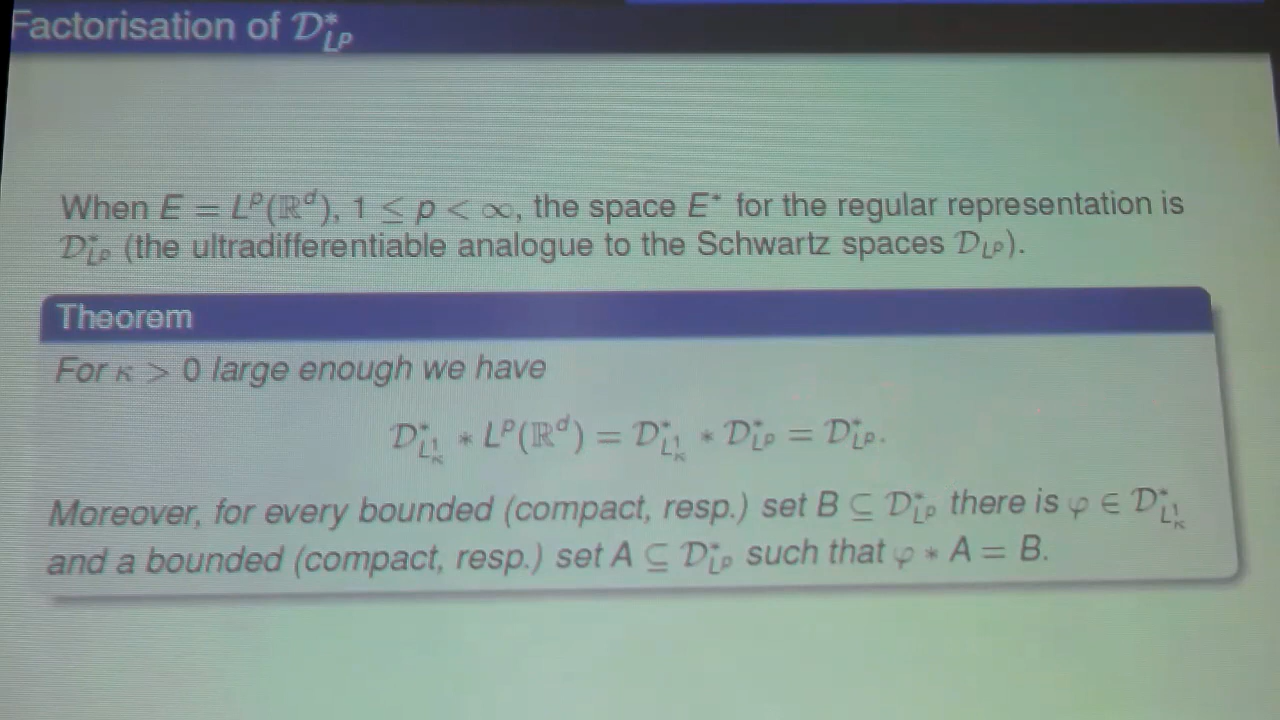 Factorisation of 𝒟*_{L^p}
When E = L^p(ℝ^d), 1 ≤ p < ∞, the space E* for the regular representation is
𝒟*_{L^p} (the ultradifferentiable analogue to the Schwartz spaces 𝒟_{L^p}).
Theorem
For κ > 0 large enough we have
𝒟*_{L^1_κ} * L^p(ℝ^d) = 𝒟*_{L^1_κ} * 𝒟*_{L^p} = 𝒟*_{L^p}.
Moreover, for every bounded (compact, resp.) set B ⊆ 𝒟*_{L^p} there is φ ∈ 𝒟*_{L^1_κ}
and a bounded (compact, resp.) set A ⊆ 𝒟*_{L^p} such that φ * A = B.